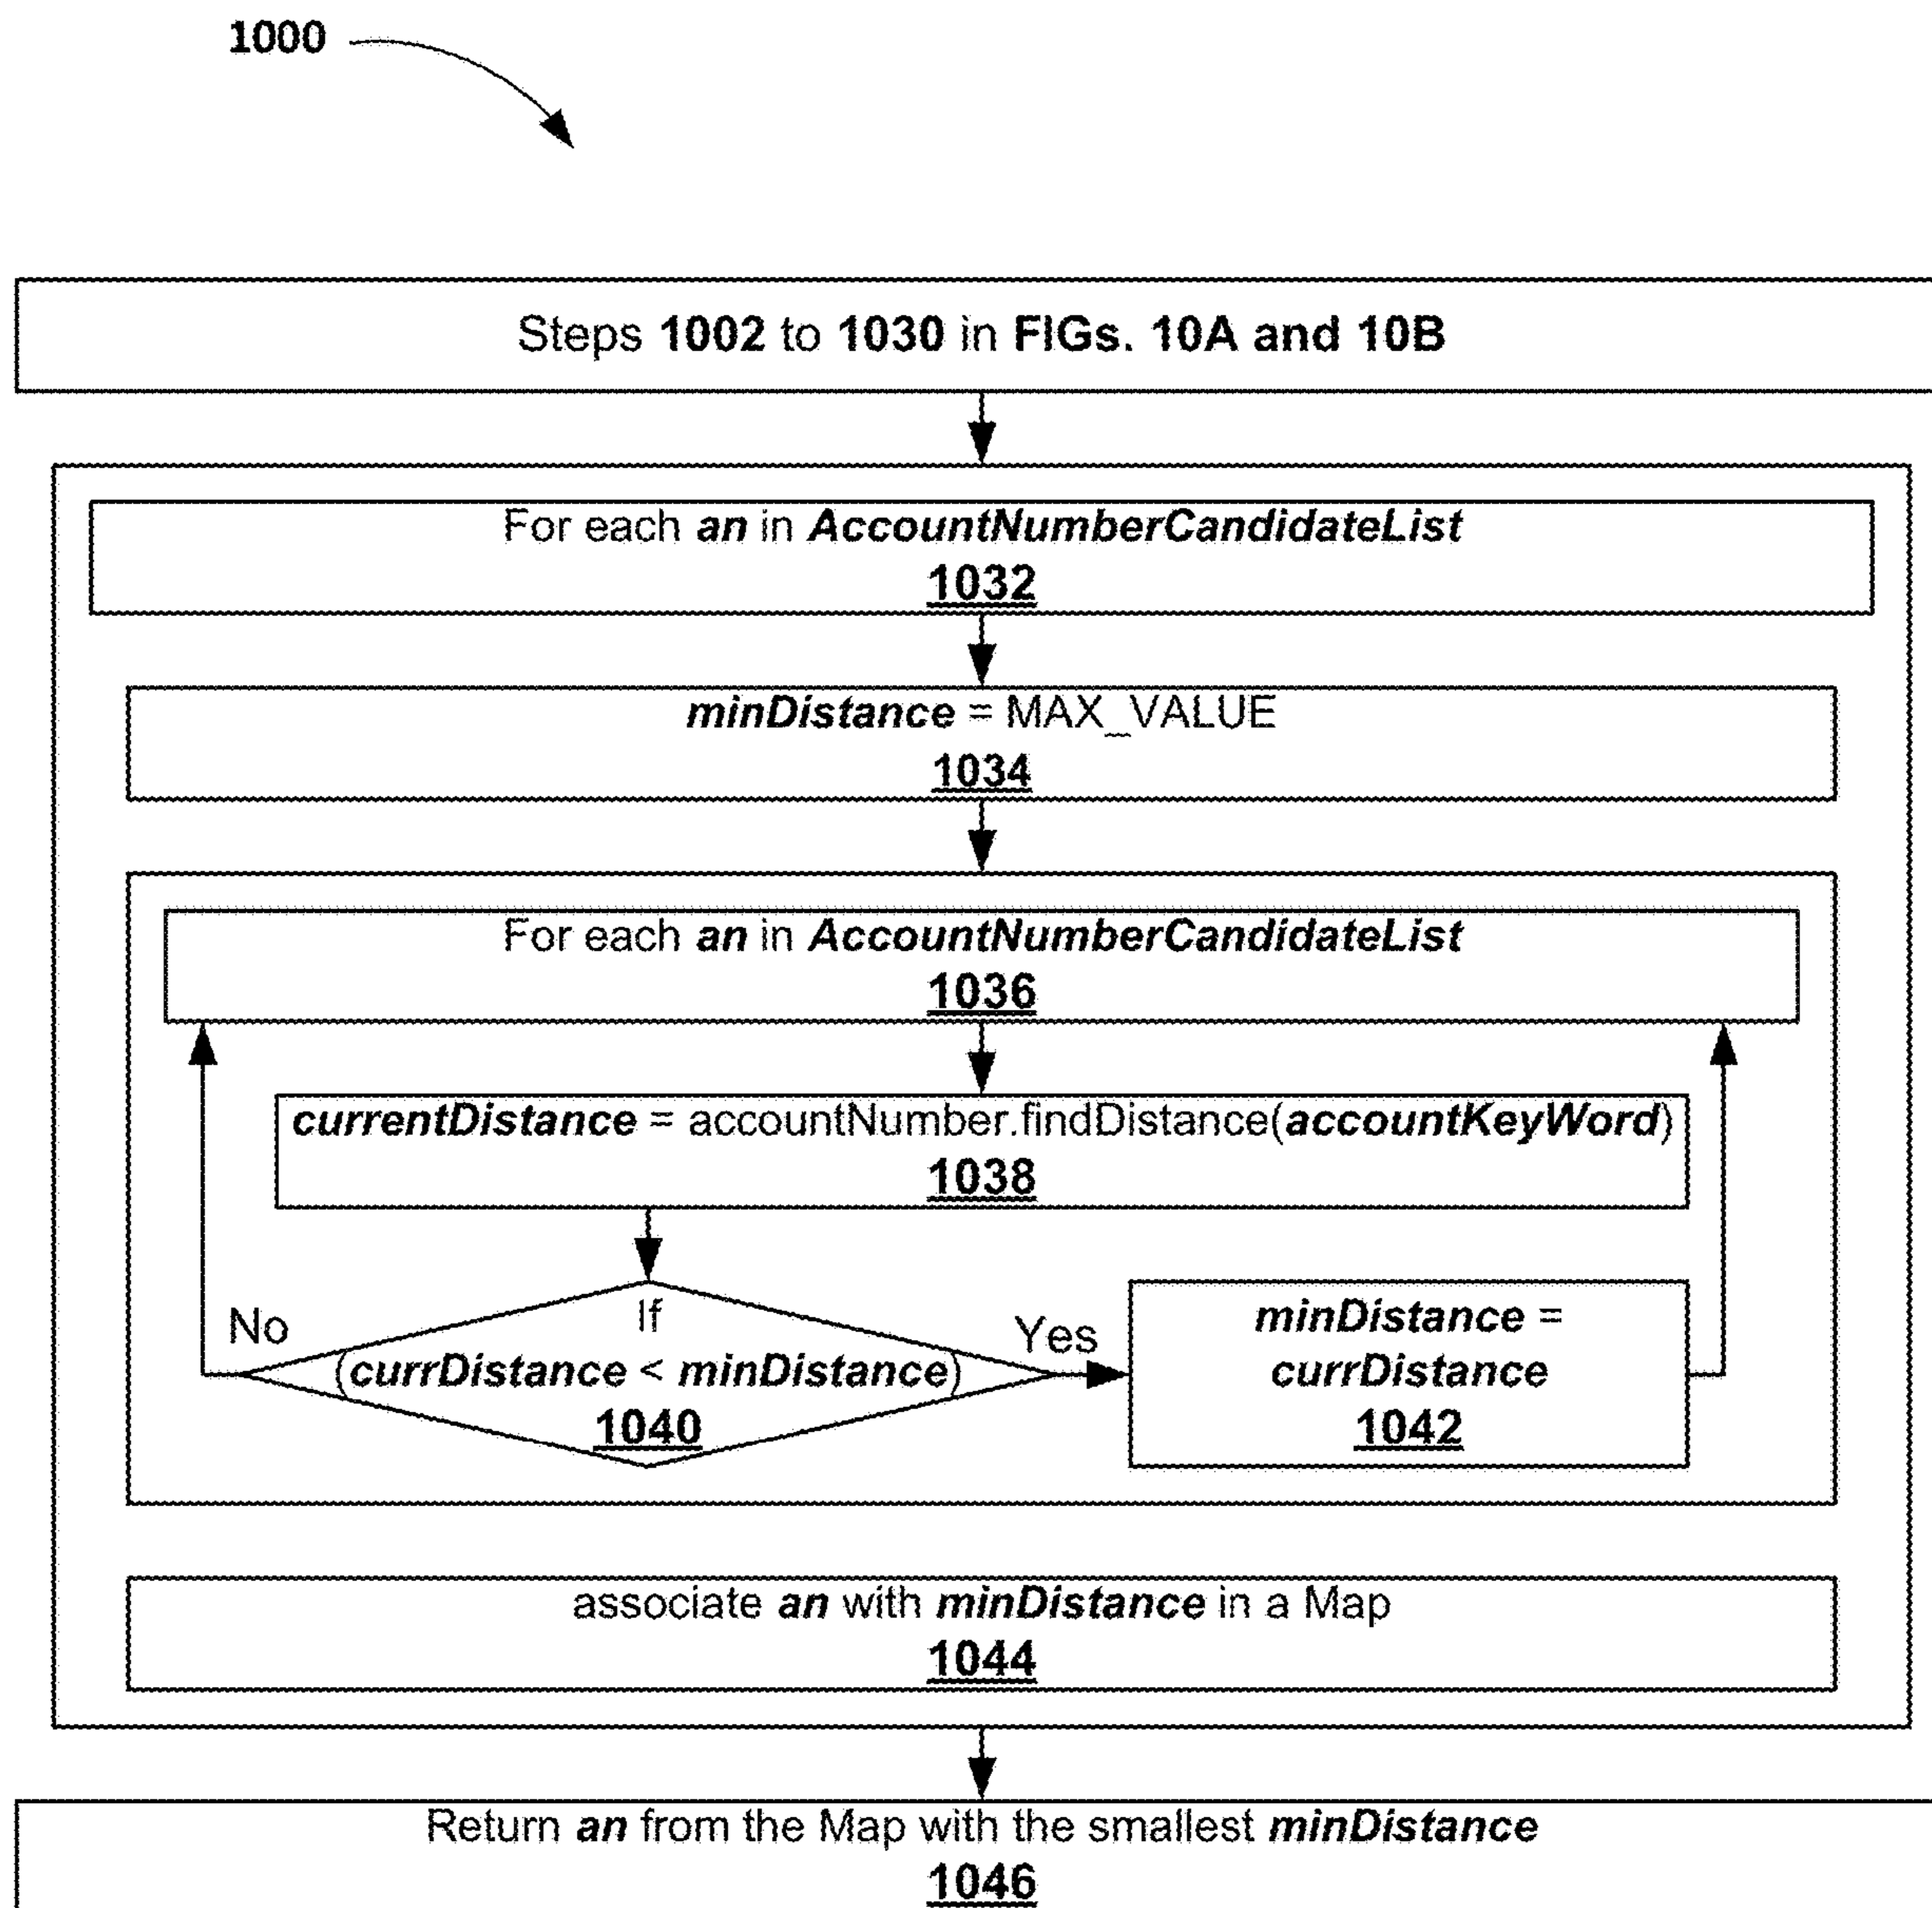 1000
Steps 1002 to 1030 in FIGs. 10A and 10B
For each an in AccountNumberCandidateList
1032
minDistance = MAX_VALUE
1034
For each an in AccountNumberCandidateList
1036
currentDistance = accountNumber.findDistance(accountKeyWord)
1038
No
If
(currDistance < minDistance)
1040
Yes
minDistance =
currDistance
1042
associate an with minDistance in a Map
1044
Return an from the Map with the smallest minDistance
1046